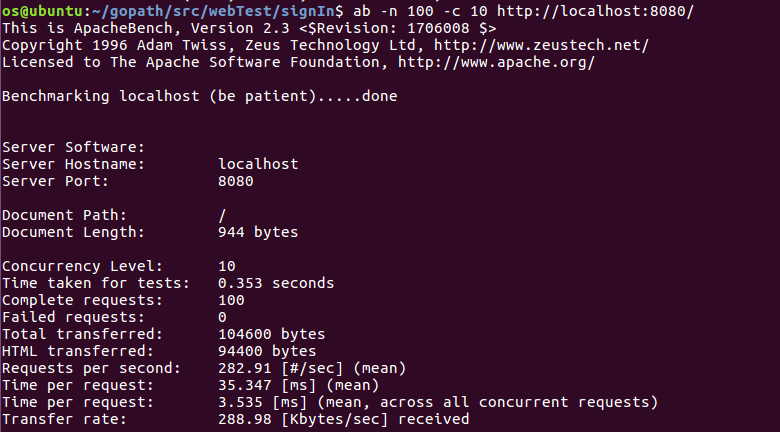 os@ubuntu:~/gopath/src/webTest/signIn$ ab -n 100 -c 10 http://localhost:8080/
This is ApacheBench, Version 2.3 <$Revision: 1706008 $>
Copyright 1996 Adam Twiss, Zeus Technology Ltd, http://www.zeustech.net/
Licensed to The Apache Software Foundation, http://www.apache.org/

Benchmarking localhost (be patient).....done


Server Software:
Server Hostname:        localhost
Server Port:            8080

Document Path:          /
Document Length:        944 bytes

Concurrency Level:      10
Time taken for tests:   0.353 seconds
Complete requests:      100
Failed requests:        0
Total transferred:      104600 bytes
HTML transferred:       94400 bytes
Requests per second:    282.91 [#/sec] (mean)
Time per request:       35.347 [ms] (mean)
Time per request:       3.535 [ms] (mean, across all concurrent requests)
Transfer rate:          288.98 [Kbytes/sec] received